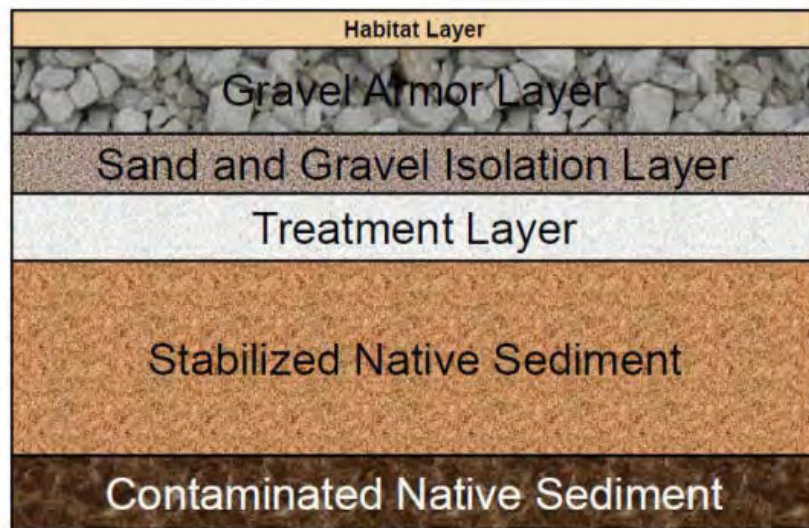 Habitat Layer
Gravel Armor Layer
Sand and Gravel Isolation Layer
Treatment Layer
Stabilized Native Sediment
Contaminated Native Sediment